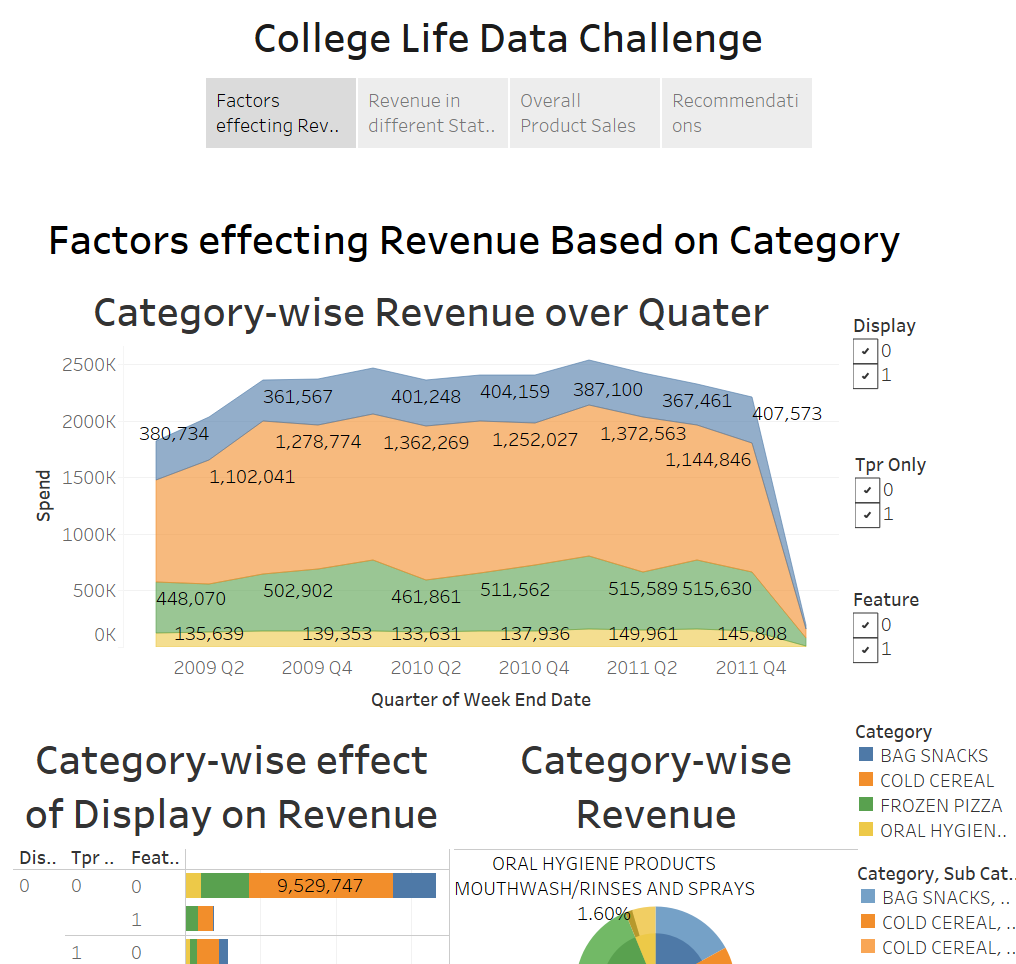 College Life Data Challenge
Factors
effecting Rev..
Revenue in
different Stat..
Overall
Product Sales
Recommendati
ons
Factors effecting Revenue Based on Category
Category-wise Revenue over Quater
Display
0
1
Tpr Only
0
1
Feature
0
1
Spend
2500K
2000K
1500K
1000K
500K
0K
380,734
361,567
401,248
404,159
387,100
367,461
407,573
1,102,041
1,278,774
1,362,269
1,252,027
1,372,563
1,144,846
448,070
502,902
461,861
511,562
515,589
515,630
135,639
139,353
133,631
137,936
149,961
145,808
2009 Q2
2009 Q4
2010 Q2
2010 Q4
2011 Q2
2011 Q4
Quarter of Week End Date
Category
BAG SNACKS
COLD CEREAL
FROZEN PIZZA
ORAL HYGIEN..
Category, Sub Cat..
BAG SNACKS, ..
COLD CEREAL, ..
COLD CEREAL, ..
Category-wise effect
of Display on Revenue
Dis.. Tpr .. Feat..
0 0 0 9,529,747
1
1 0
Category-wise
Revenue
ORAL HYGIENE PRODUCTS
MOUTHWASH/RINSES AND SPRAYS
1.60%